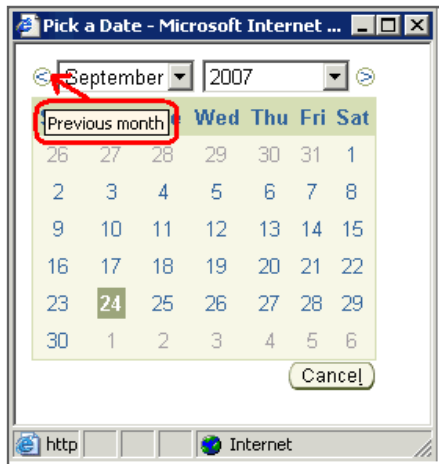 Pick a Date - Microsoft Internet ...
September 2007
Previous month Wed Thu Fri Sat
26 27 28 29 30 31 1
2 3 4 5 6 7 8
9 10 11 12 13 14 15
16 17 18 19 20 21 22
23 24 25 26 27 28 29
30 1 2 3 4 5 6
Cancel
http Internet